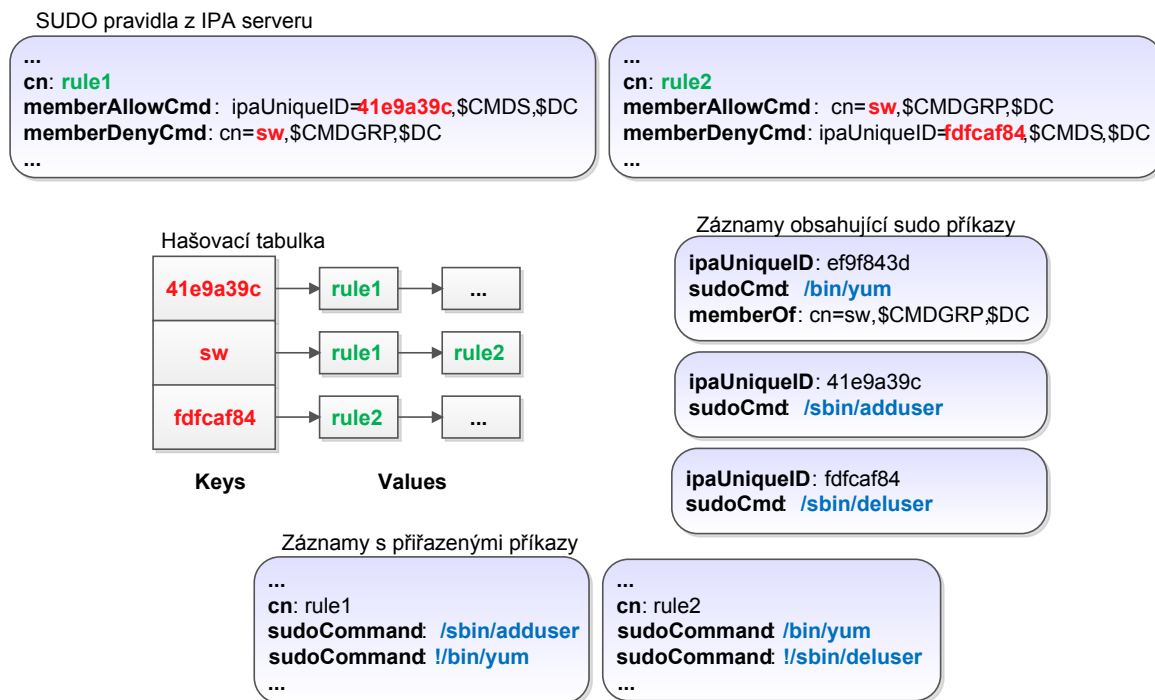 SUDO pravidla z IPA serveru
...
cn: rule1
memberAllowCmd: ipaUniqueID=41e9a39c,$CMDS,$DC
memberDenyCmd: cn=sw,$CMDGRP,$DC
...
...
cn: rule2
memberAllowCmd: cn=sw,$CMDGRP,$DC
memberDenyCmd: ipaUniqueID=fdfcaf84,$CMDS,$DC
...
Hašovací tabulka
41e9a39c rule1 ...
sw rule1 rule2
fdfcaf84 rule2 ...
Keys Values
Záznamy obsahující sudo příkazy
ipaUniqueID: ef9f843d
sudoCmd: /bin/yum
memberOf: cn=sw,$CMDGRP,$DC
ipaUniqueID: 41e9a39c
sudoCmd: /sbin/adduser
ipaUniqueID: fdfcaf84
sudoCmd: /sbin/deluser
Záznamy s přiřazenými příkazy
...
cn: rule1
sudoCommand: /sbin/adduser
sudoCommand: !/bin/yum
...
...
cn: rule2
sudoCommand: /bin/yum
sudoCommand: !/sbin/deluser
...